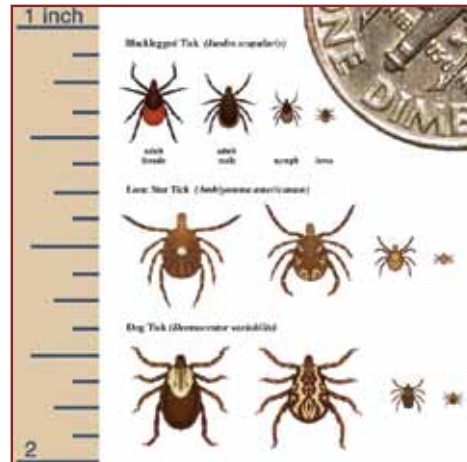 1 inch
ONE DIME
Blacklegged Tick (Ixodes scapularis)
adult female
adult male
nymph
larva
Lone Star Tick (Amblyomma americanum)
Dog Tick (Dermacentor variabilis)
2